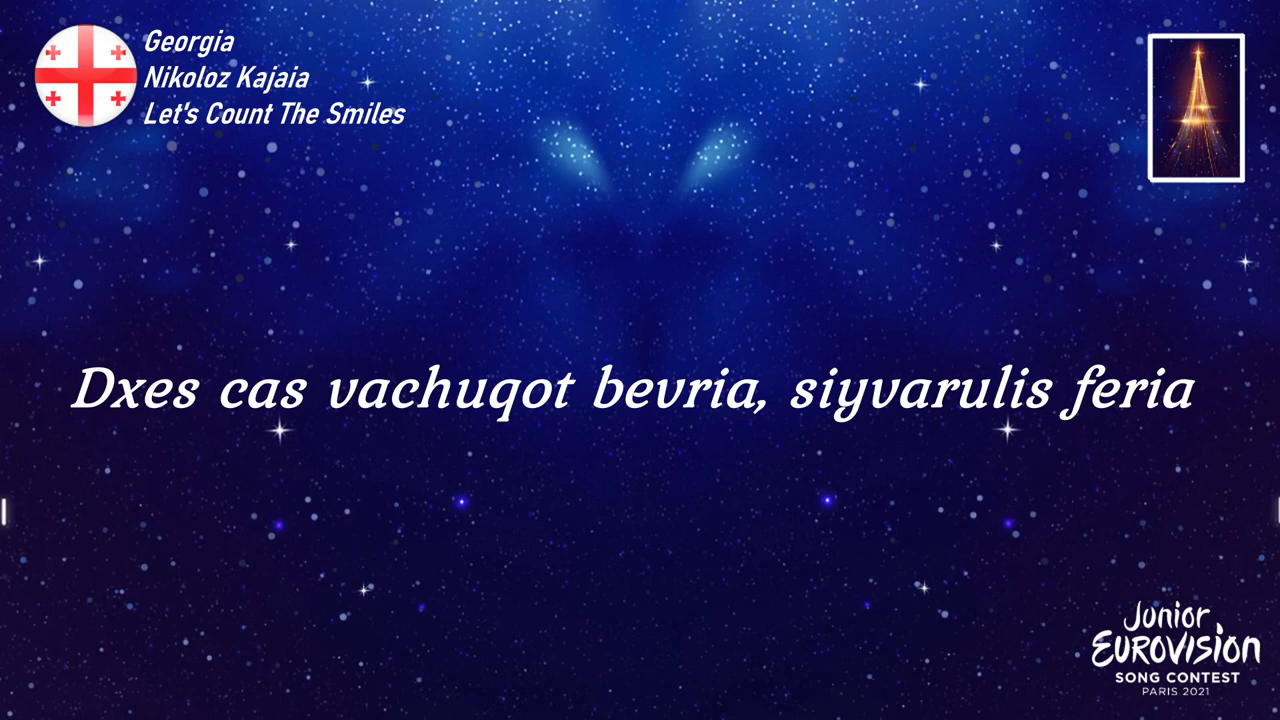 Georgia
Nikoloz Kajaia
Let's Count The Smiles
Dxes cas vachuqot bevria, siyvarulis feria
Junior
EUROVISION
SONG CONTEST
PARIS 2021